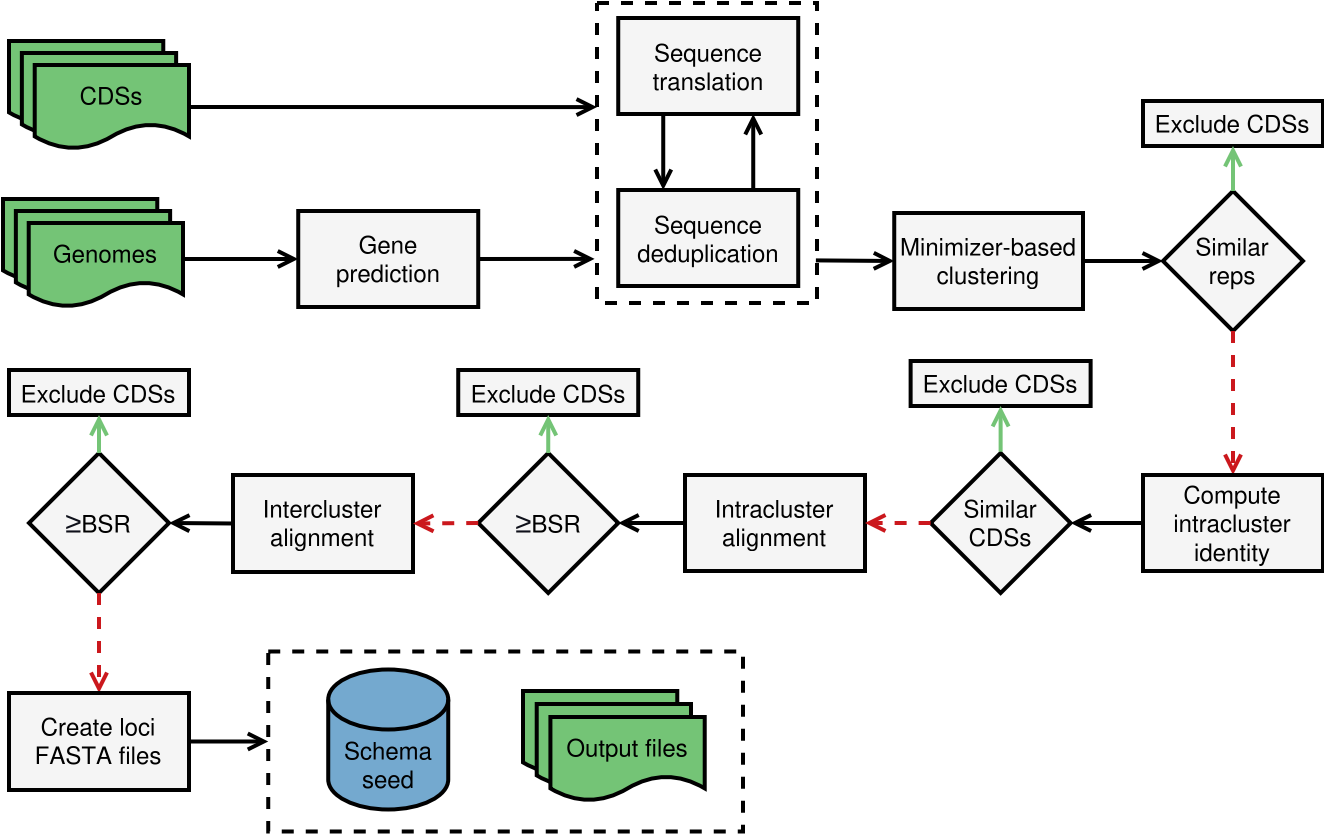 CDSs
Sequence
translation
Exclude CDSs
Genomes
Gene
prediction
Sequence
deduplication
Minimizer-based
clustering
Similar
reps
Exclude CDSs
Exclude CDSs
Exclude CDSs
≥BSR
Intercluster
alignment
≥BSR
Intracluster
alignment
Similar
CDSs
Compute
intracluster
identity
Create loci
FASTA files
Schema
seed
Output files